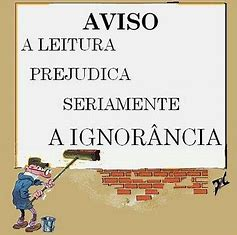 AVISO
A LEITURA
PREJUDICA
SERIAMENTE
A IGNORÂNCIA